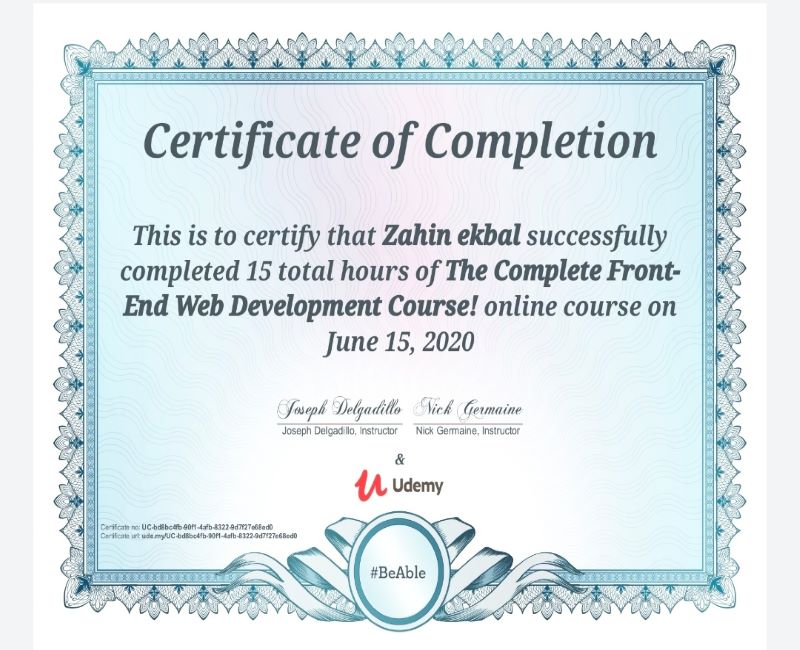 Certificate of Completion
This is to certify that Zahin ekbal successfully
completed 15 total hours of The Complete Front-
End Web Development Course! online course on
June 15, 2020
Joseph Delgadillo Nick Germaine
Joseph Delgadillo, Instructor Nick Germaine, Instructor
&
Udemy
Certificate no: UC-bd8bc4fb-90f1-4afb-8322-9d7f27e68ed0
Certificate url: ude.my/UC-bd8bc4fb-90f1-4afb-8322-9d7f27e68ed0
#BeAble